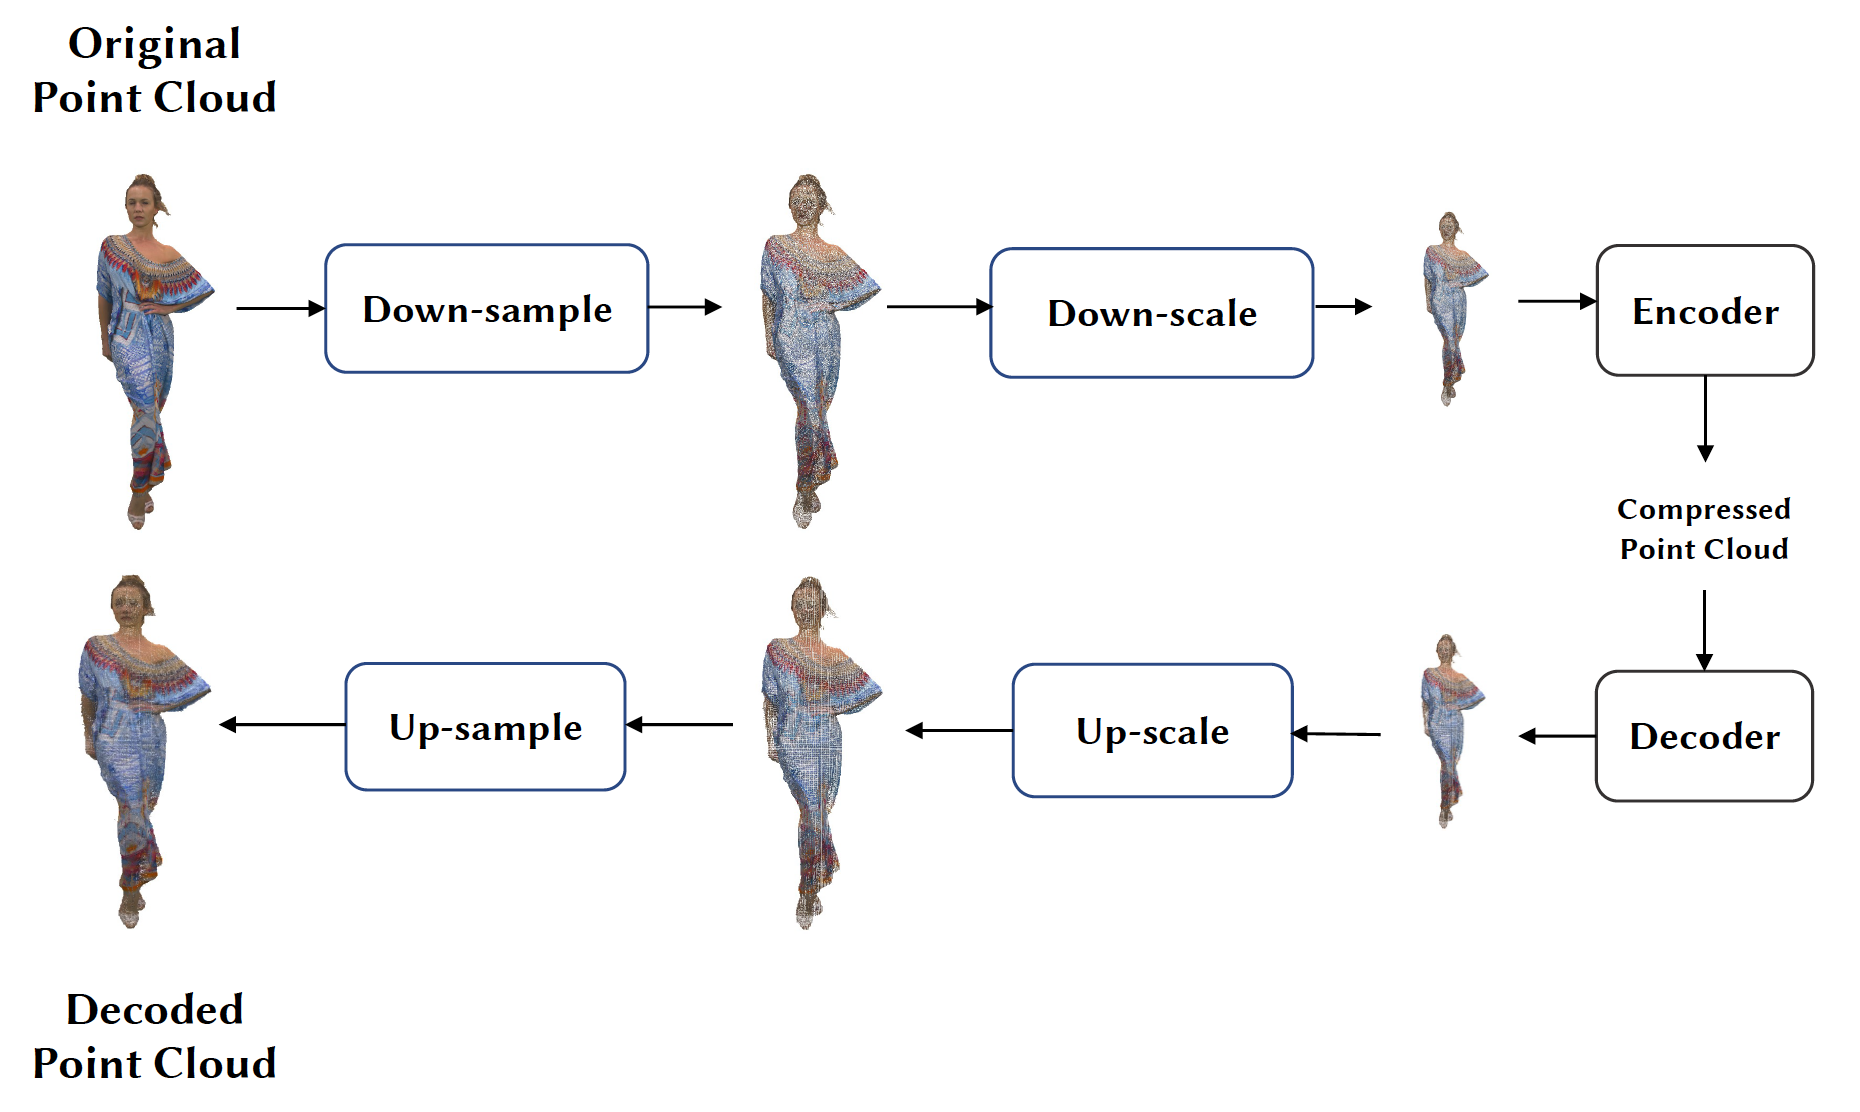 Original
Point Cloud
Down-sample
Down-scale
Encoder
Compressed
Point Cloud
Up-sample
Up-scale
Decoder
Decoded
Point Cloud